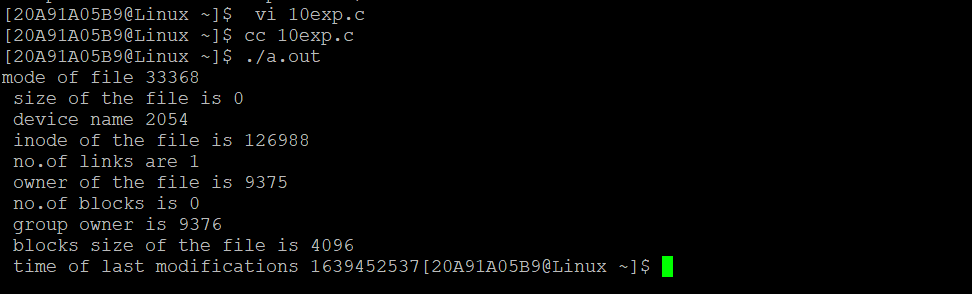 [20A91A05B9@Linux ~]$  vi 10exp.c
[20A91A05B9@Linux ~]$ cc 10exp.c
[20A91A05B9@Linux ~]$ ./a.out
mode of file 33368
 size of the file is 0
 device name 2054
 inode of the file is 126988
 no.of links are 1
 owner of the file is 9375
 no.of blocks is 0
 group owner is 9376
 blocks size of the file is 4096
 time of last modifications 1639452537[20A91A05B9@Linux ~]$